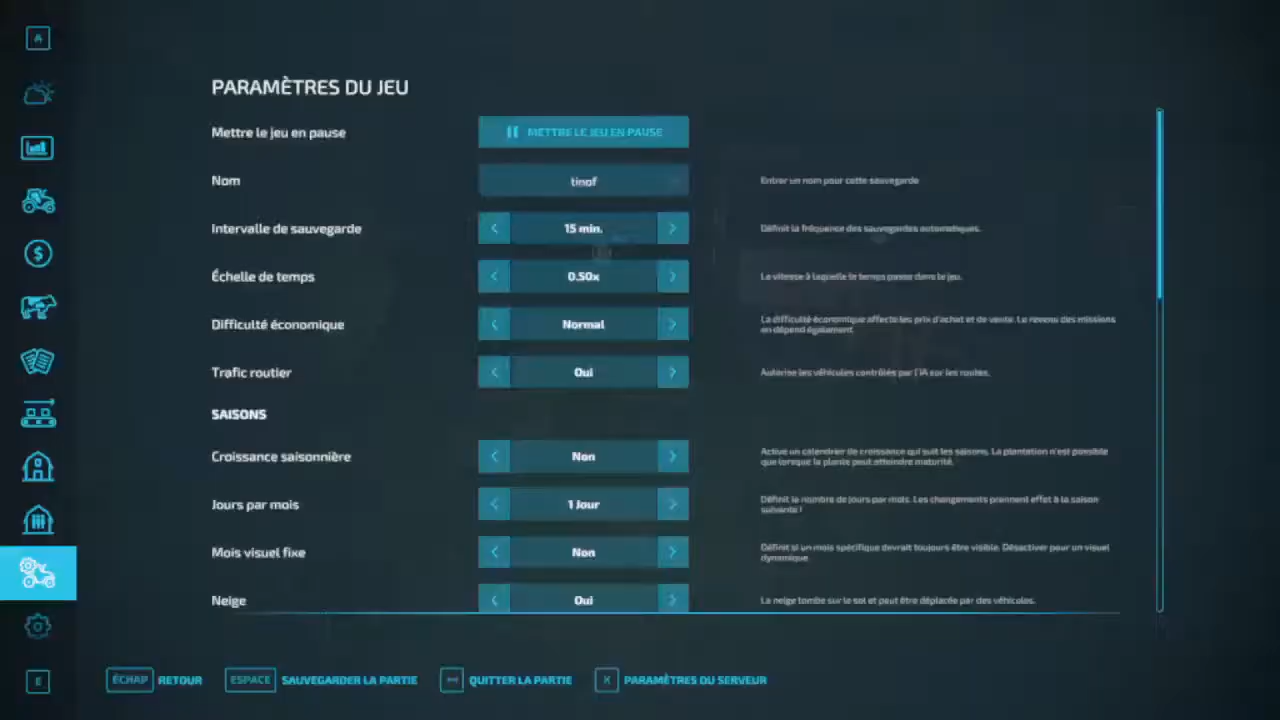 A
PARAMÈTRES DU JEU
Mettre le jeu en pause
METTRE LE JEU EN PAUSE
Nom
tinof
Entrer un nom pour cette sauvegarde
Intervalle de sauvegarde
15 min.
Définit la fréquence des sauvegardes automatiques.
Échelle de temps
0.50x
La vitesse à laquelle le temps passe dans le jeu.
Difficulté économique
Normal
La difficulté économique affecte les prix d'achat et de vente. Le revenu des missions
en dépend également.
Trafic routier
Oui
Autorise les véhicules contrôlés par l'IA sur les routes.
SAISONS
Croissance saisonnière
Non
Active un calendrier de croissance qui suit les saisons. La plantation n'est possible
que lorsque la plante peut atteindre maturité.
Jours par mois
1 Jour
Définit le nombre de jours par mois. Les changements prennent effet à la saison
suivante !
Mois visuel fixe
Non
Définit si un mois spécifique devrait toujours être visible. Désactiver pour un visuel
dynamique.
Neige
Oui
La neige tombe sur le sol et peut être déplacée par des véhicules.
E
ÉCHAP RETOUR ESPACE SAUVEGARDER LA PARTIE QUITTER LA PARTIE X PARAMÈTRES DU SERVEUR